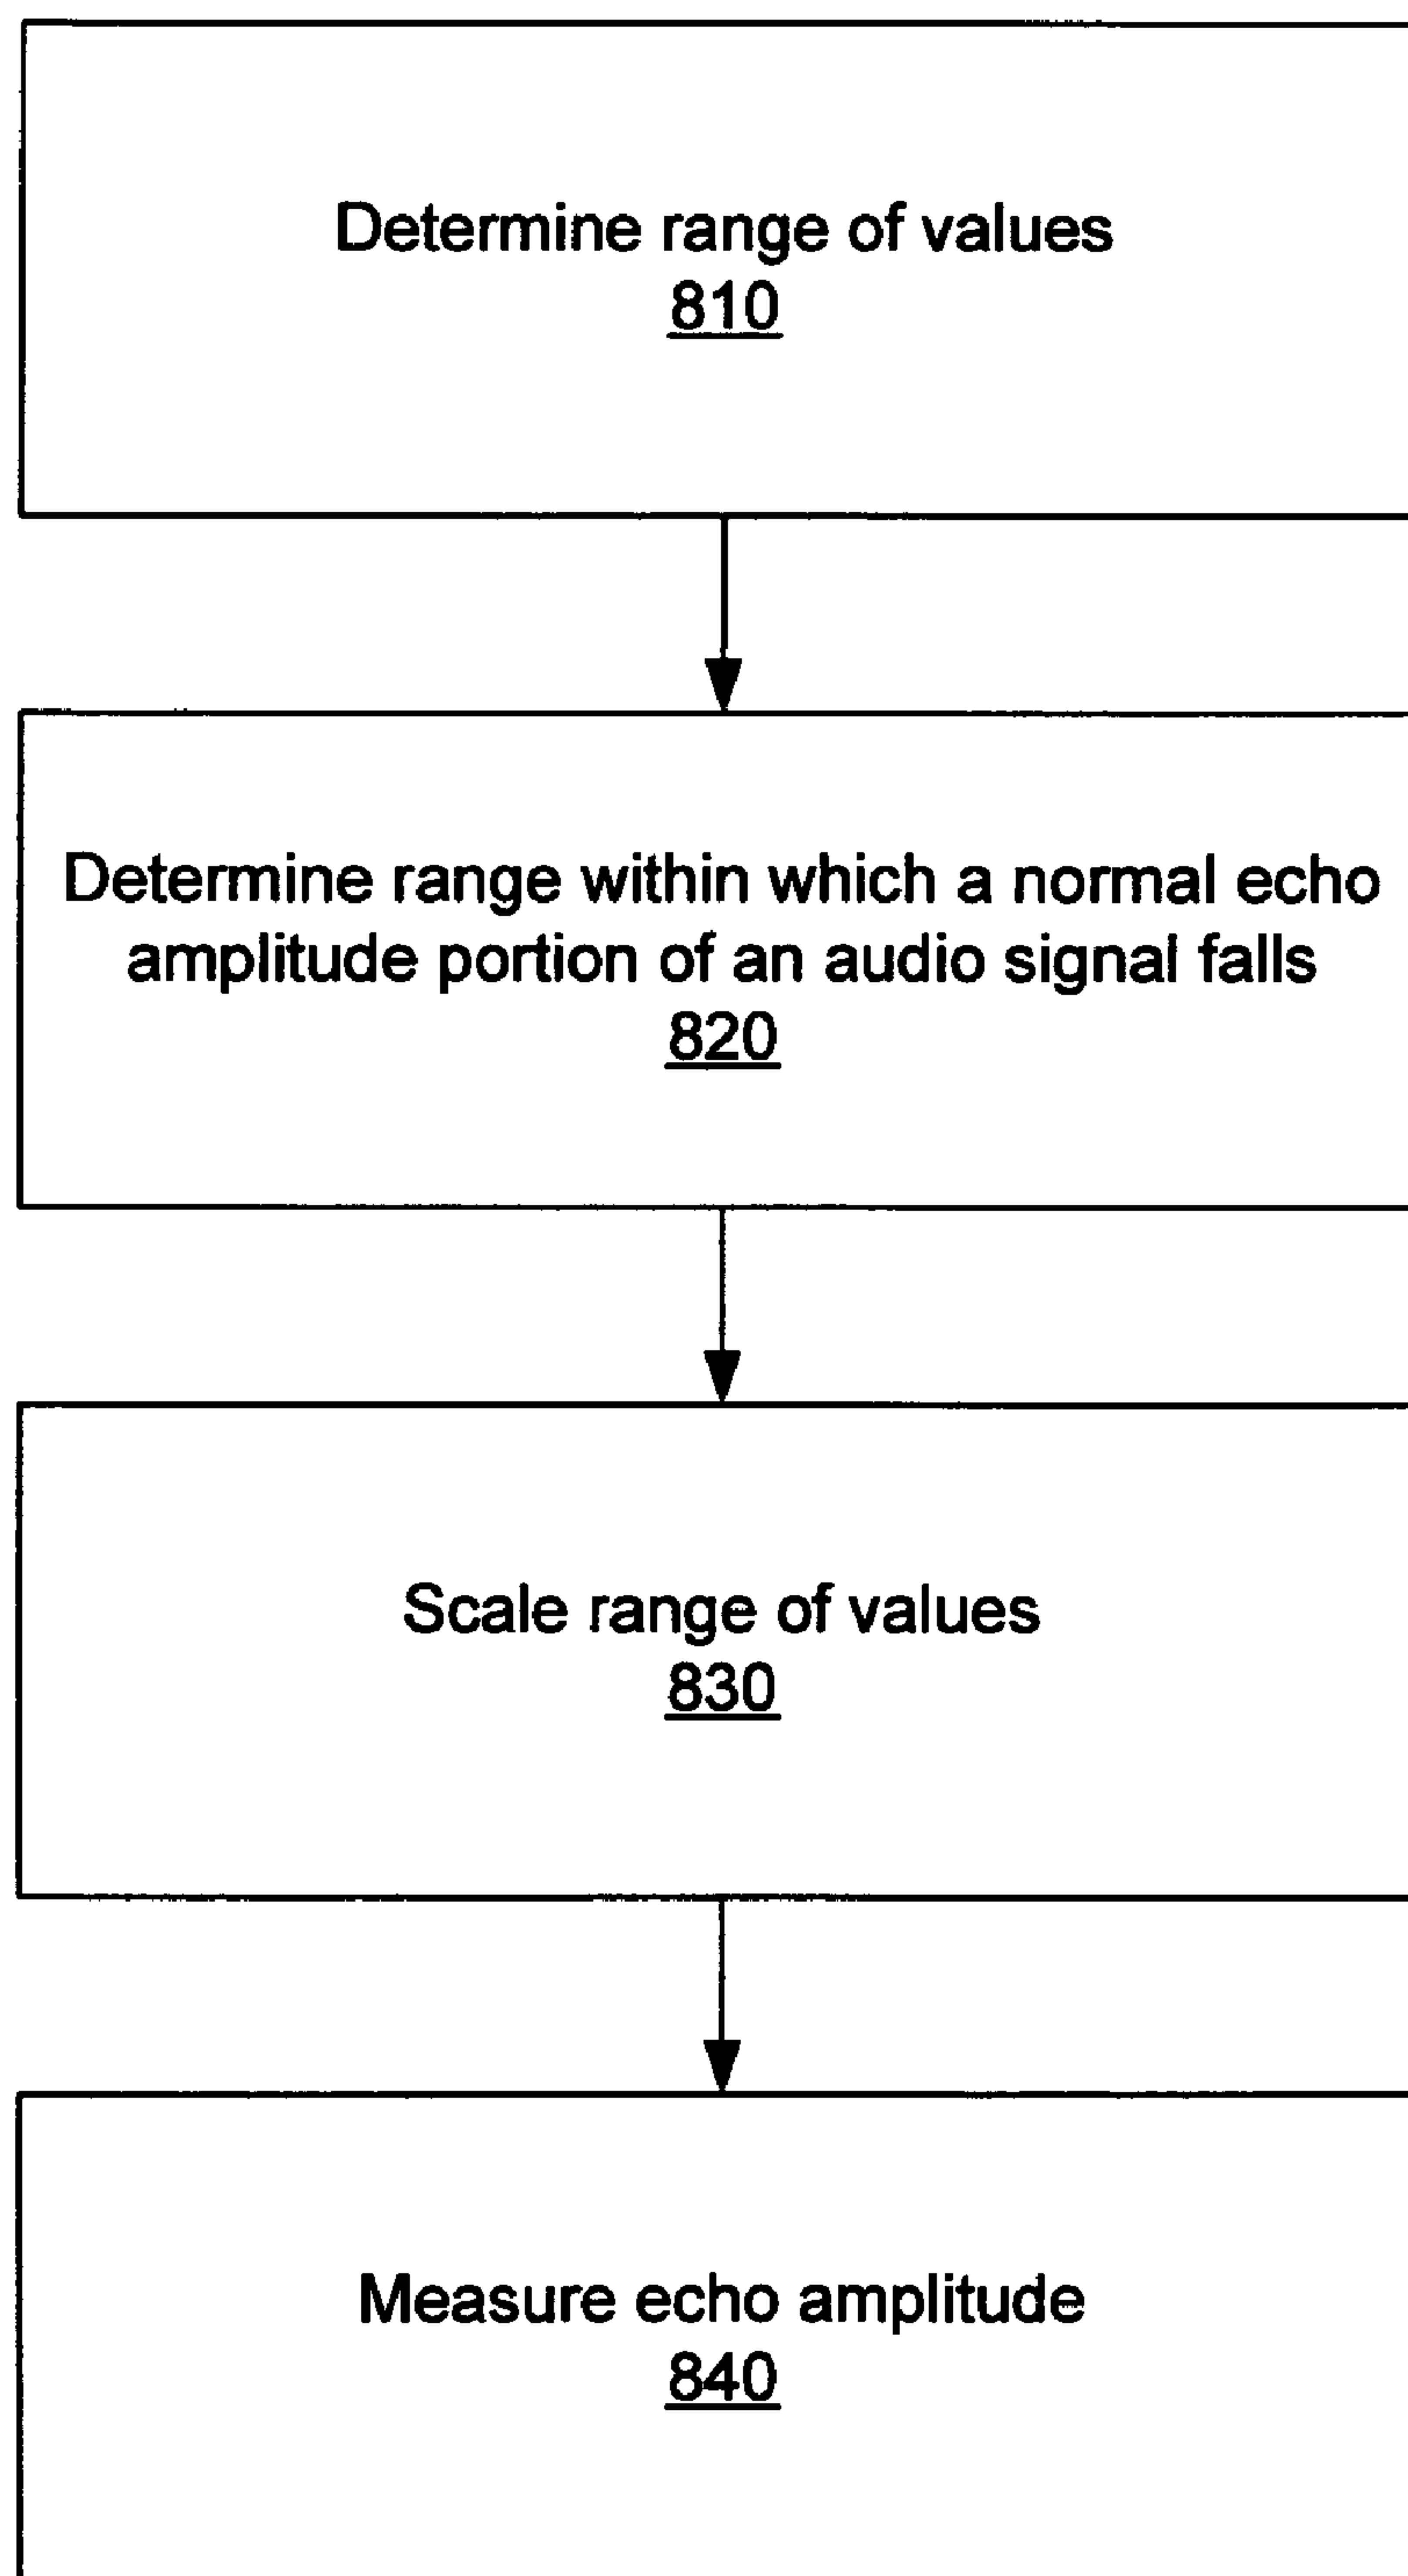 Determine range of values
810
Determine range within which a normal echo
amplitude portion of an audio signal falls
820
Scale range of values
830
Measure echo amplitude
840